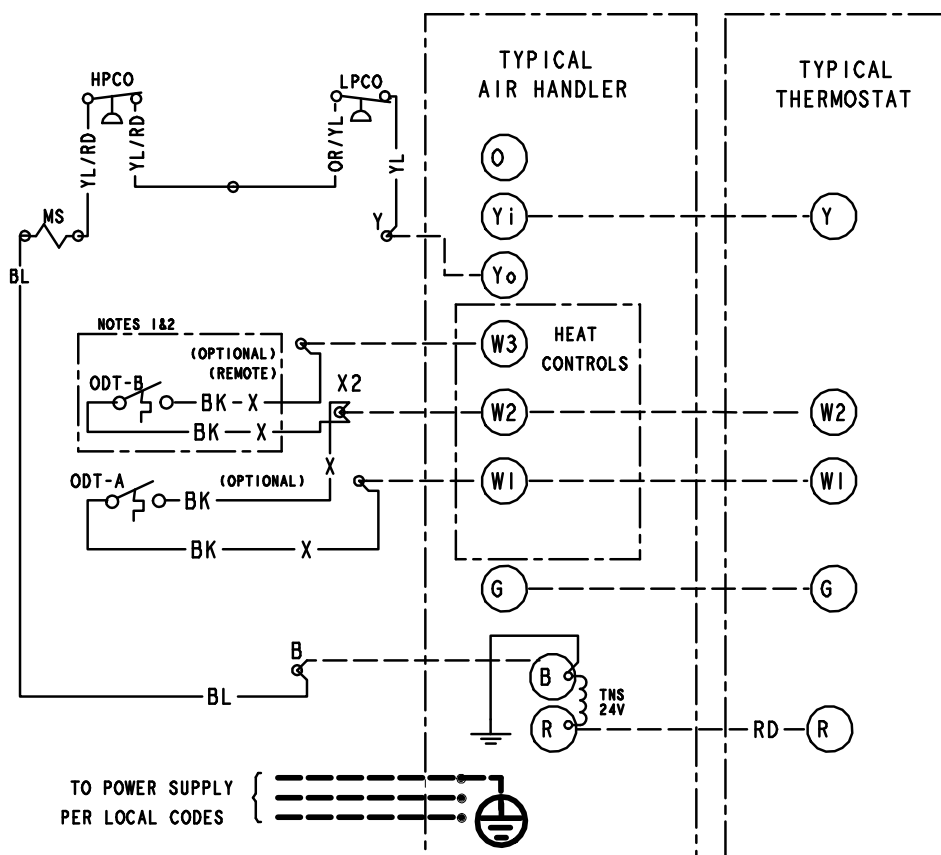 TYPICAL
AIR HANDLER
TYPICAL
THERMOSTAT
HPCO
LPCO
YL/RD
YL/RD
OR/YL
YL
O
Yi
Y
MS
Y
BL
Yo
NOTES 1&2
(OPTIONAL)
(REMOTE)
W3
HEAT
CONTROLS
ODT-B
BK-X
X2
W2
W2
BK
X
X
ODT-A
(OPTIONAL)
BK
W1
W1
BK
X
G
G
B
B
BL
TNS
24V
R
RD
R
TO POWER SUPPLY
PER LOCAL CODES